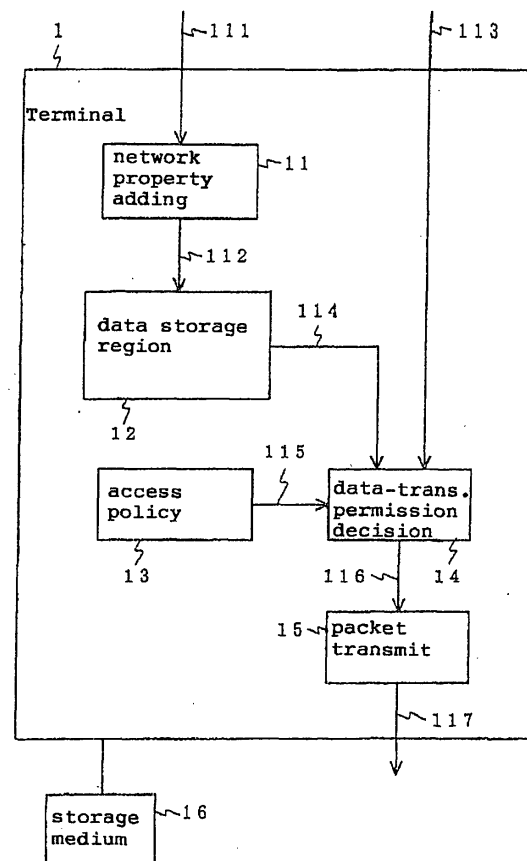 1
111
113
Terminal
network
property
adding
11
112
data storage
region
114
12
115
access
policy
data-trans.
permission
decision
13
116
14
15
packet
transmit
117
storage
medium
16